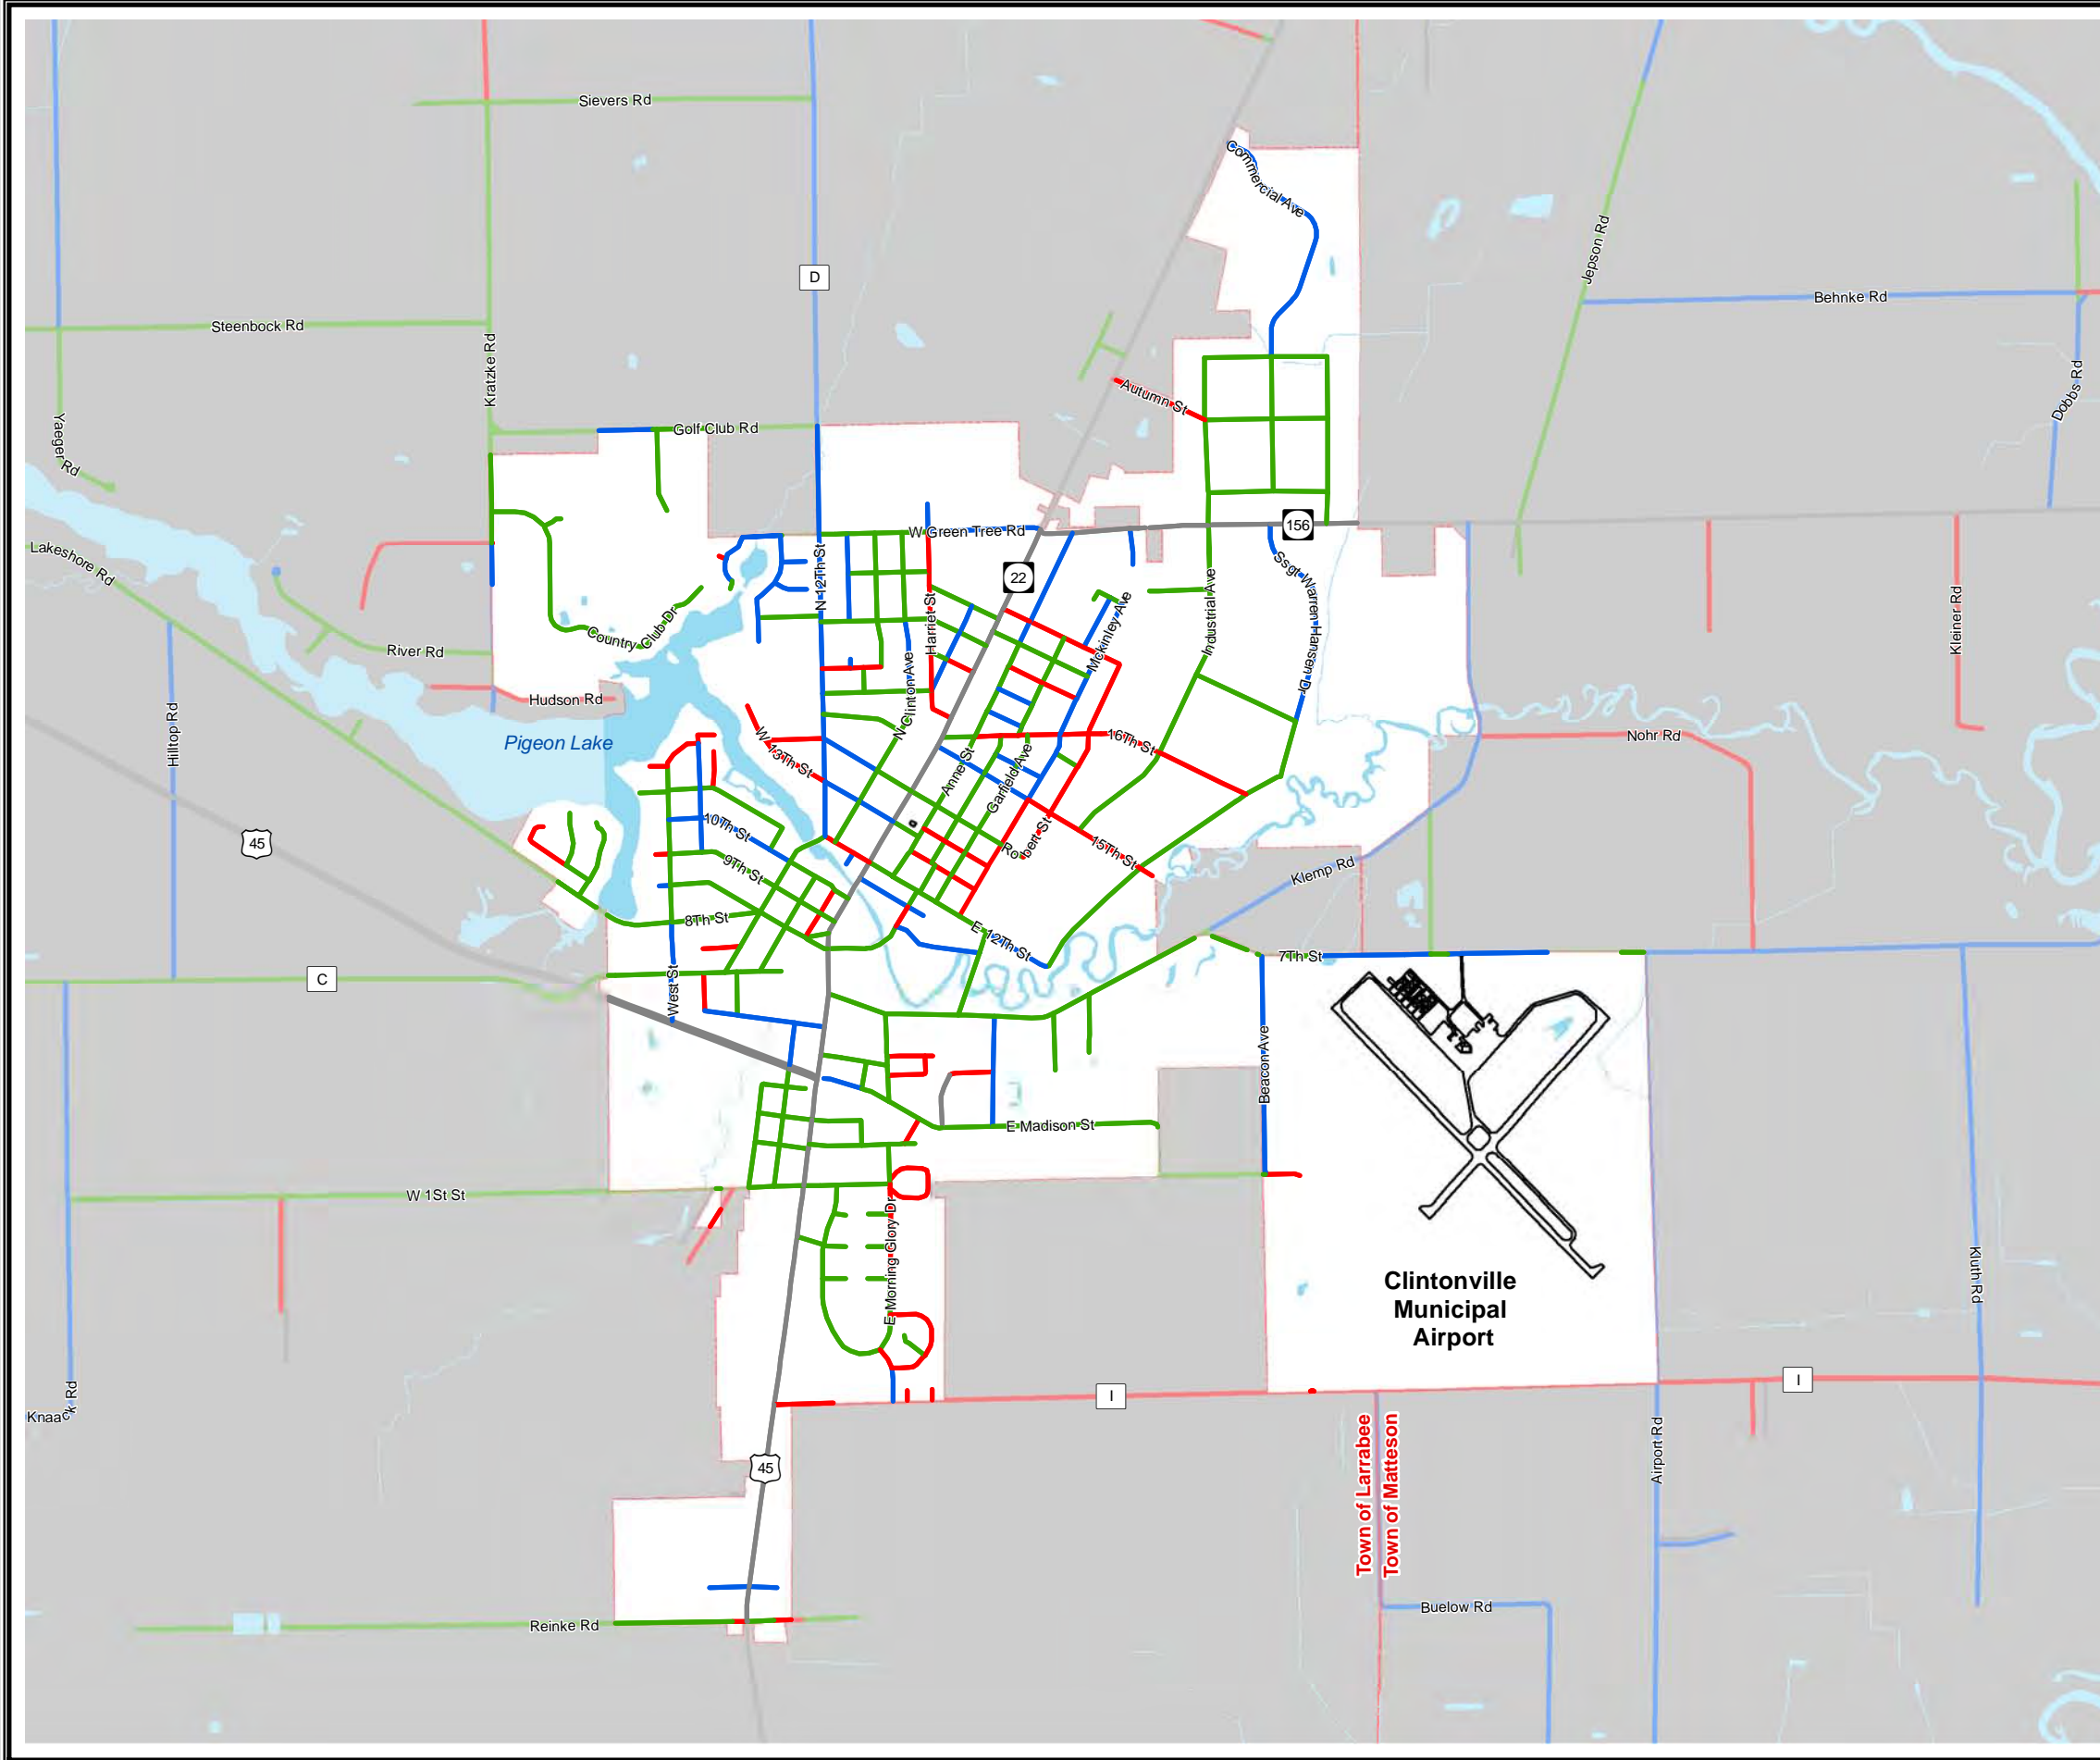 Sievers Rd
Commercial Ave
D
Jepson Rd
Behnke Rd
Steenbock Rd
Kratzke Rd
Dobbs Rd
Autumn St
Yaeger Rd
Golf Club Rd
W Green Tree Rd
156
Lakeshore Rd
N 12Th St
22
Ssgt Warren Hansen Dr
Industrial Ave
Harriet St
Mckinley Ave
Kleiner Rd
Country Club Dr
River Rd
Hudson Rd
N Clinton Ave
Hilltop Rd
Pigeon Lake
W 13Th St
16Th St
Nohr Rd
Anne St
Garfield Ave
45
10Th St
Robert St
15Th St
9Th St
Klemp Rd
8Th St
E 12Th St
7Th St
C
West St
Beacon Ave
E Madison St
W 1St St
E Morning Glory Dr
Kluth Rd
Clintonville
Municipal
Airport
Knaack Rd
I
I
Town of Larrabee
Town of Matteson
Airport Rd
45
Buelow Rd
Reinke Rd